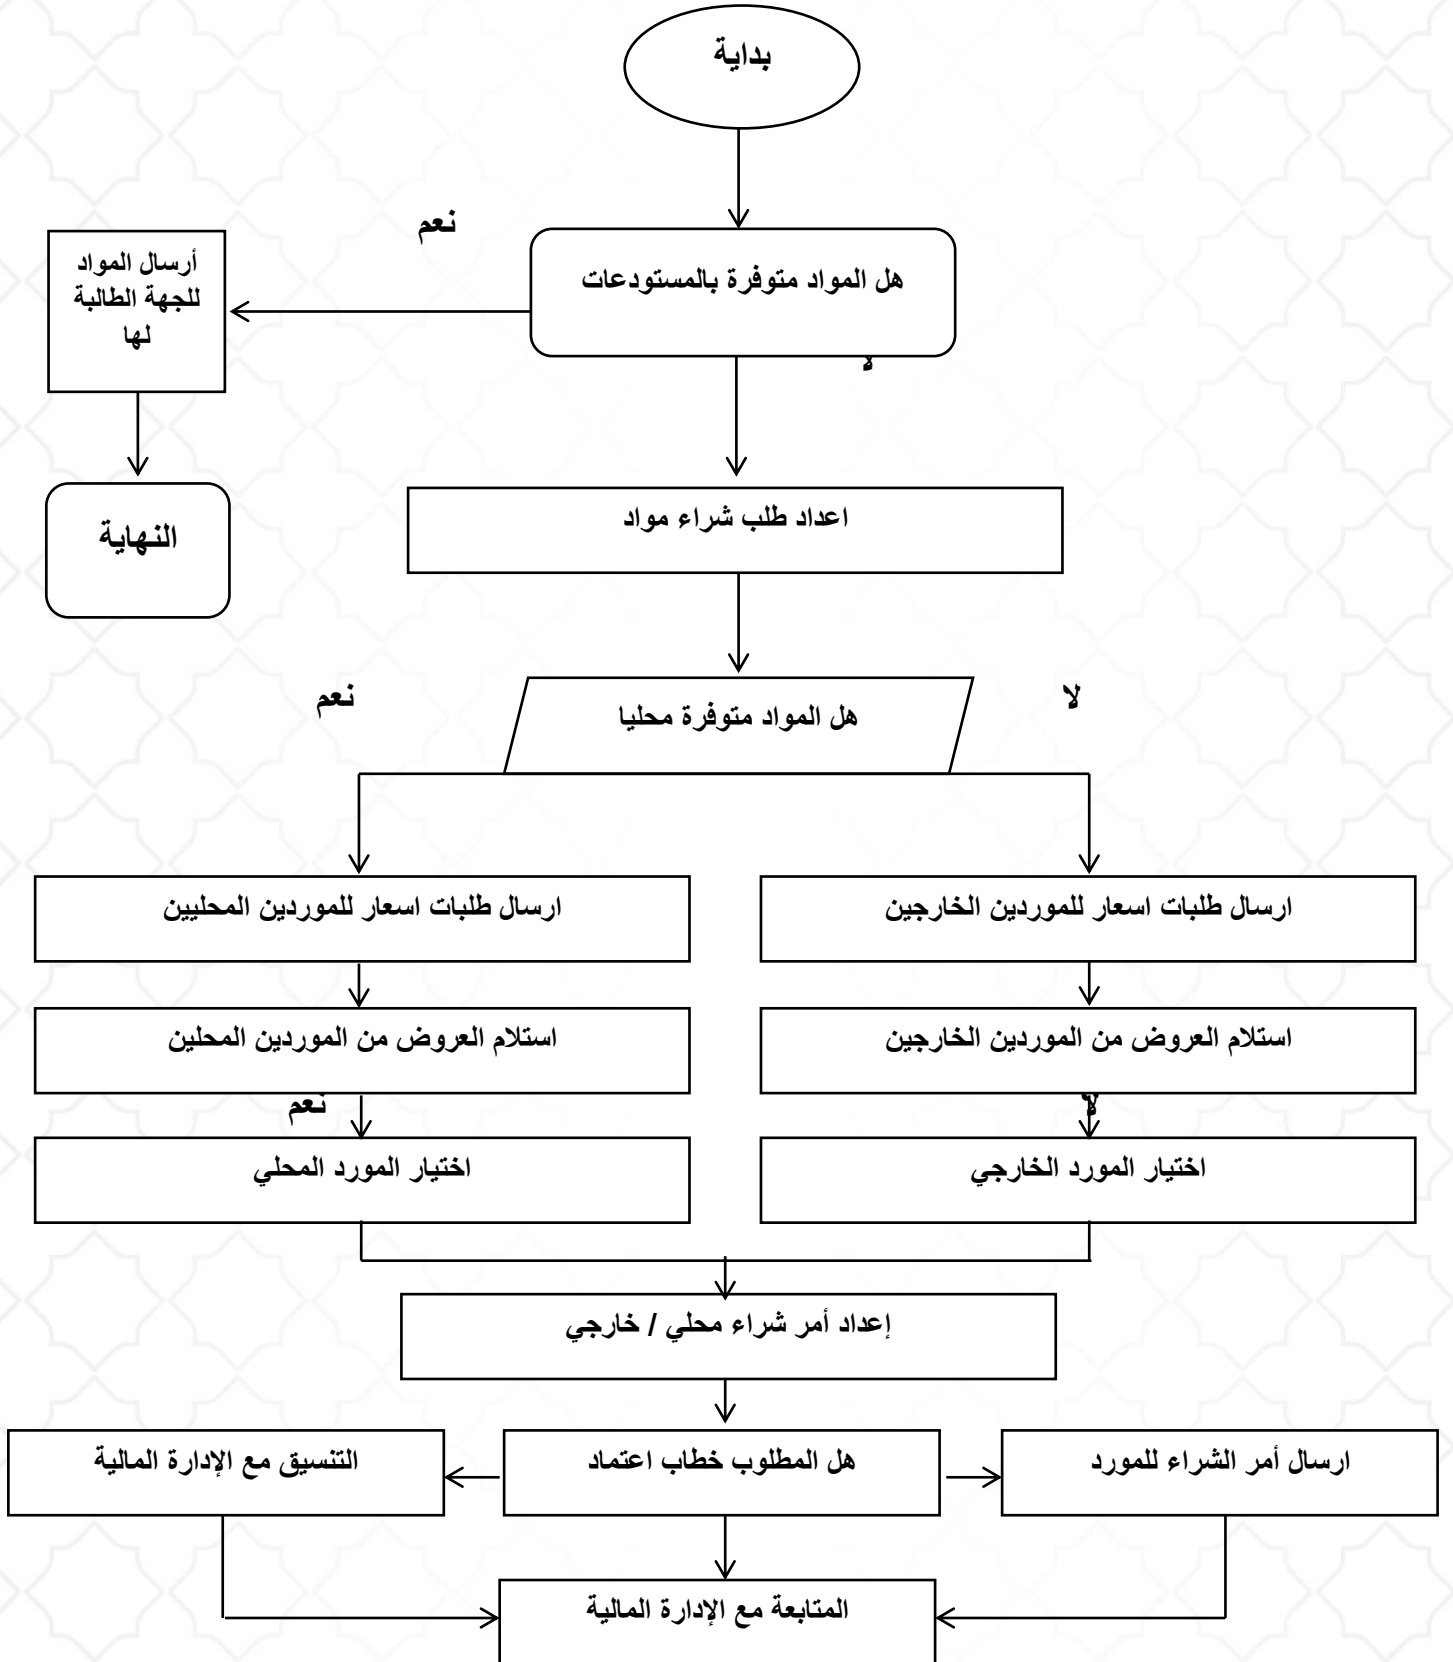 بداية
نعم
أرسال المواد
للجهة الطالبة
لها
هل المواد متوفرة بالمستودعات
لا
النهاية
اعداد طلب شراء مواد
لا
نعم
هل المواد متوفرة محليا
ارسال طلبات اسعار للموردين الخارجين
ارسال طلبات اسعار للموردين المحليين
استلام العروض من الموردين الخارجين
استلام العروض من الموردين المحلين
لا
نعم
اختيار المورد الخارجي
اختيار المورد المحلي
إعداد أمر شراء محلي / خارجي
ارسال أمر الشراء للمورد
هل المطلوب خطاب اعتماد
التنسيق مع الإدارة المالية
المتابعة مع الإدارة المالية